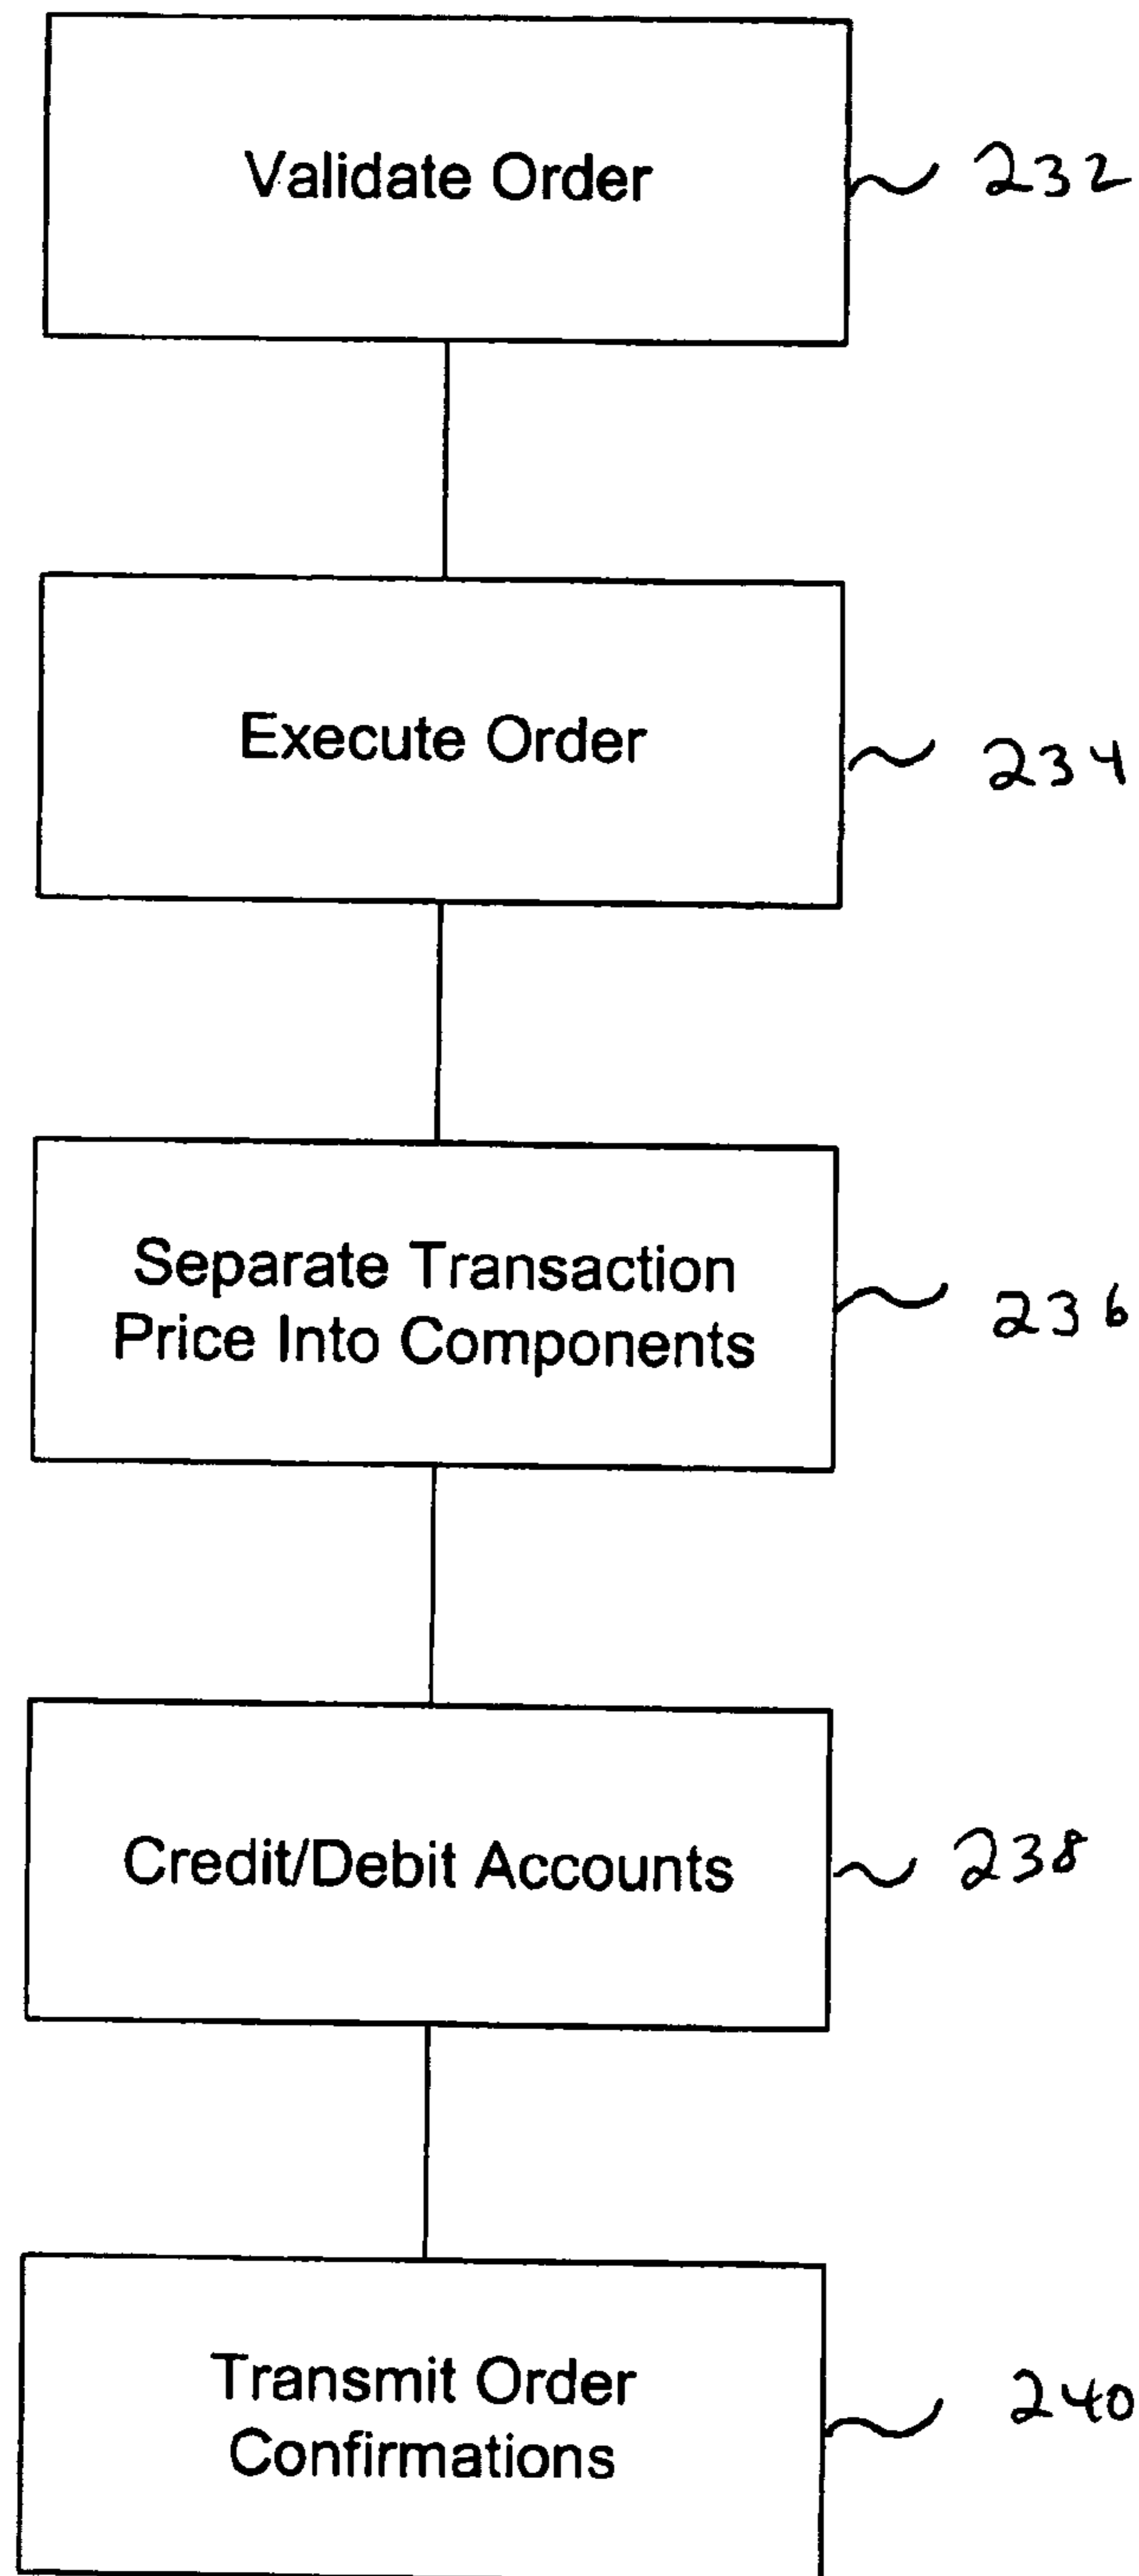 Validate Order
232
Execute Order
234
Separate Transaction
Price Into Components
236
Credit/Debit Accounts
238
Transmit Order
Confirmations
240